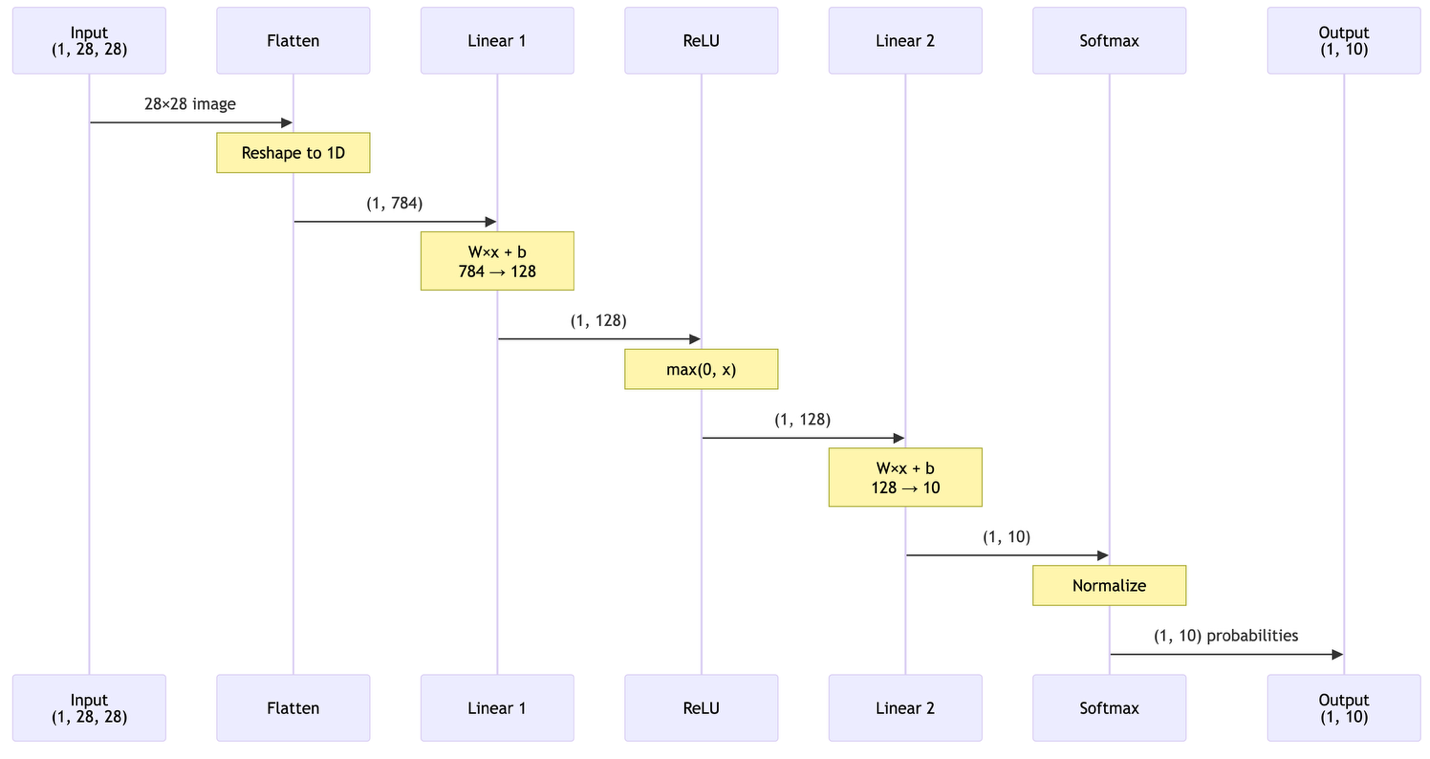 Input
(1, 28, 28)
Flatten
Linear 1
ReLU
Linear 2
Softmax
Output
(1, 10)
28×28 image
Reshape to 1D
(1, 784)
W×x + b
784 → 128
(1, 128)
max(0, x)
(1, 128)
W×x + b
128 → 10
(1, 10)
Normalize
(1, 10) probabilities
Input
(1, 28, 28)
Flatten
Linear 1
ReLU
Linear 2
Softmax
Output
(1, 10)